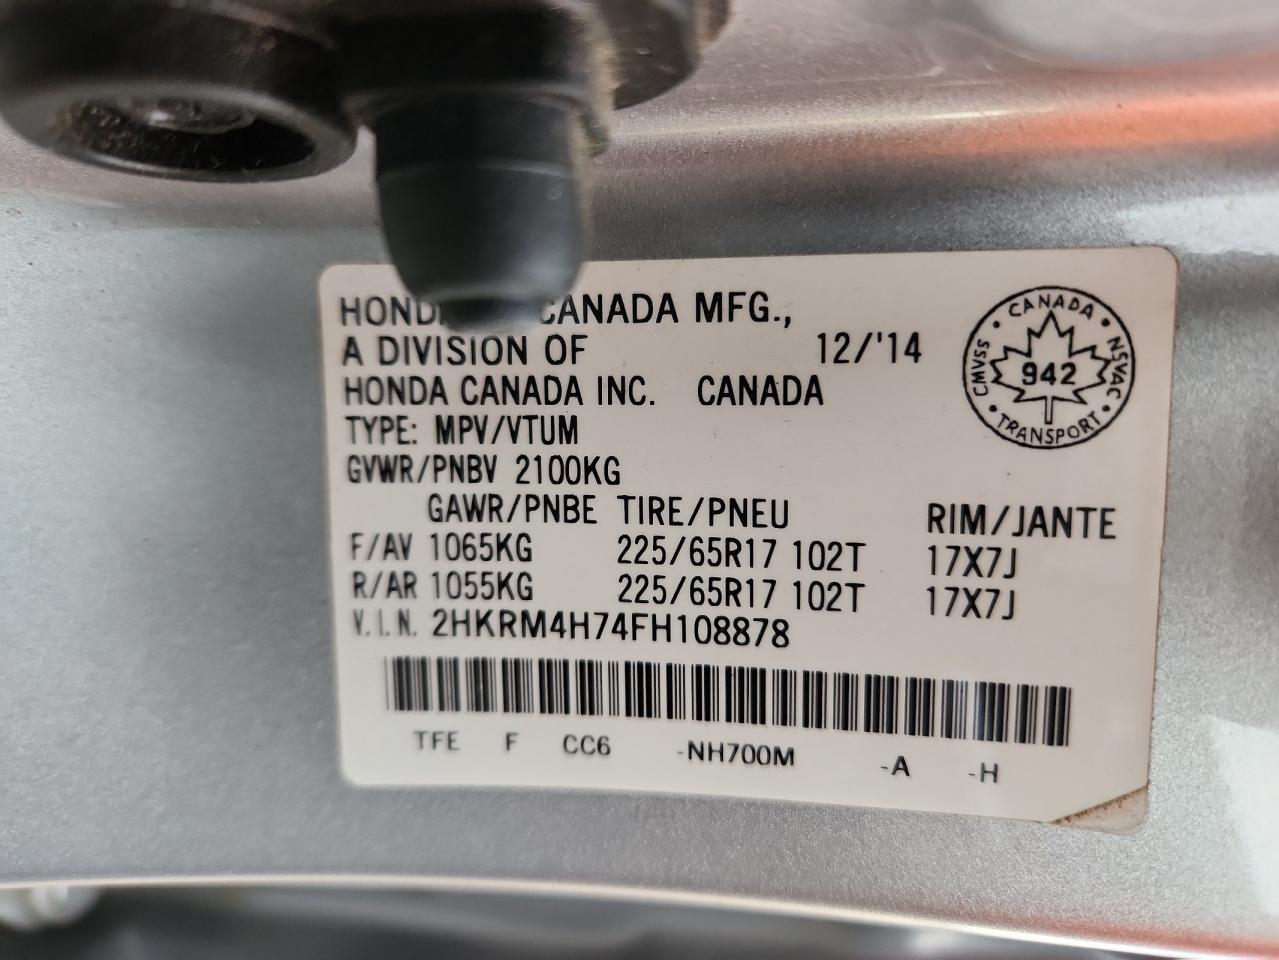 HOND CANADA MFG.,
A DIVISION OF 12/'14
HONDA CANADA INC. CANADA
TYPE: MPV/VTUM
GVWR/PNBV 2100KG
GAWR/PNBE TIRE/PNEU RIM/JANTE
F/AV 1065KG 225/65R17 102T 17X7J
R/AR 1055KG 225/65R17 102T 17X7J
V.I.N. 2HKRM4H74FH108878
TFE F CC6 -NH700M -A -H
CANADA • NSVAC • TRANSPORT • CMVSS •
942